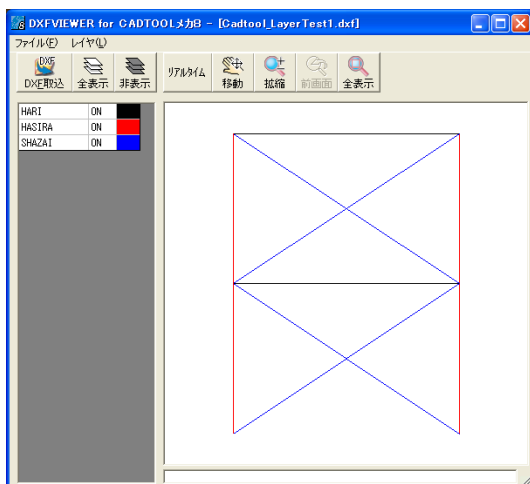 DXFVIEWER for CADTOOLメカ8 - [Cadtool_LayerTest1.dxf]
ファイル(F) レイヤ(L)
DXF
DXF取込 全表示 非表示 リアルタイム 移動 拡縮 前画面 全表示
HARI ON
HASIRA ON
SHAZAI ON